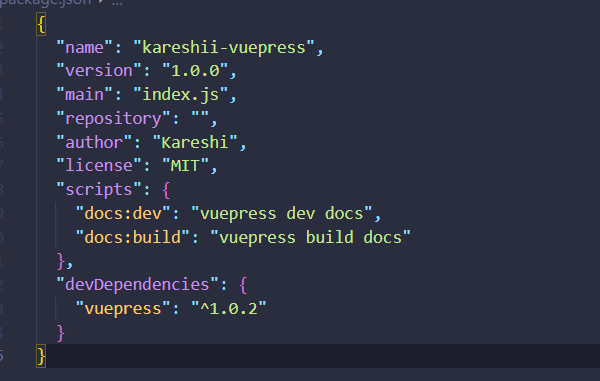 package.json > ...
{
"name": "kareshii-vuepress",
"version": "1.0.0",
"main": "index.js",
"repository": "",
"author": "Kareshi",
"license": "MIT",
"scripts": {
"docs:dev": "vuepress dev docs",
"docs:build": "vuepress build docs"
},
"devDependencies": {
"vuepress": "^1.0.2"
}
}